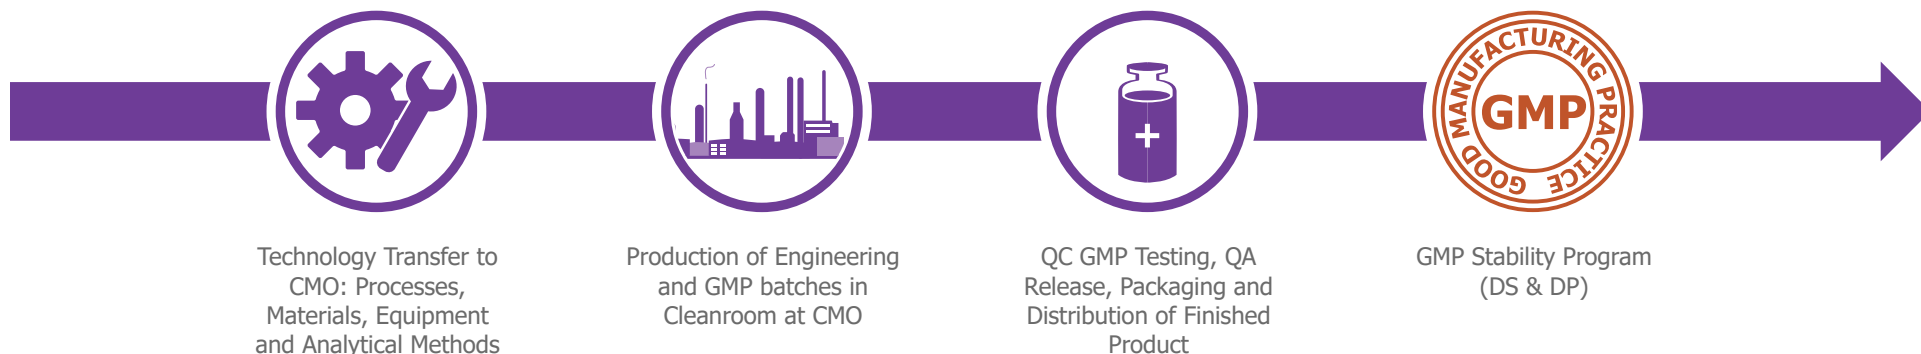 GOOD MANUFACTURING PRACTICE
GMP
Technology Transfer to
CMO: Processes,
Materials, Equipment
and Analytical Methods
Production of Engineering
and GMP batches in
Cleanroom at CMO
QC GMP Testing, QA
Release, Packaging and
Distribution of Finished
Product
GMP Stability Program
(DS & DP)